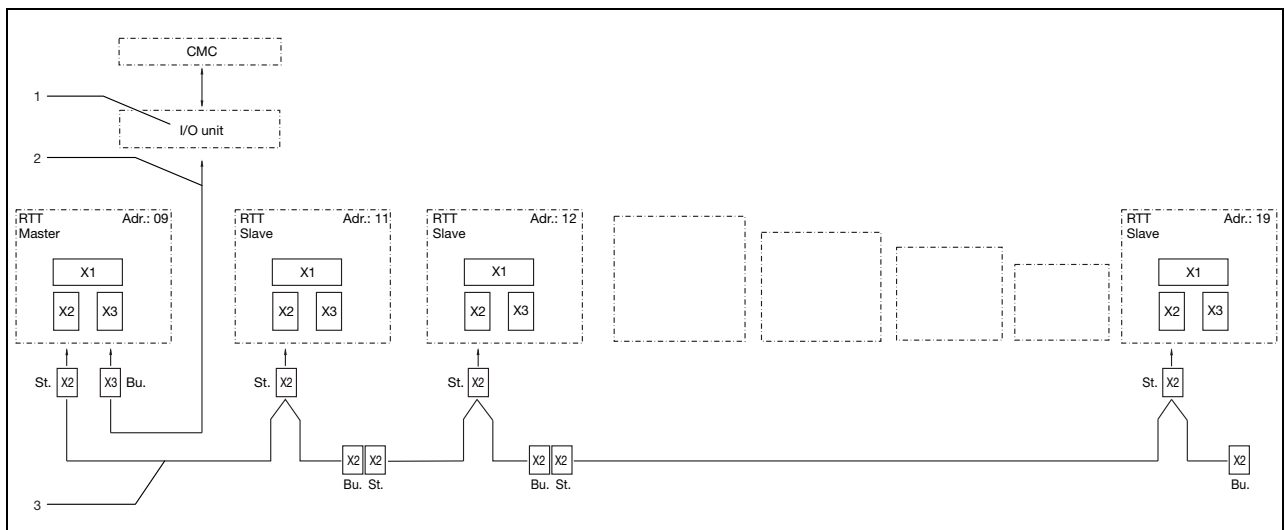 CMC
1
I/O unit
2
RTT Adr.: 09
Master
X1
X2 X3
RTT Adr.: 11
Slave
X1
X2 X3
RTT Adr.: 12
Slave
X1
X2 X3
RTT Adr.: 19
Slave
X1
X2 X3
St. X2 X3 Bu.
St. X2
St. X2
St. X2
X2 X2
Bu. St.
X2 X2
Bu. St.
X2
Bu.
3